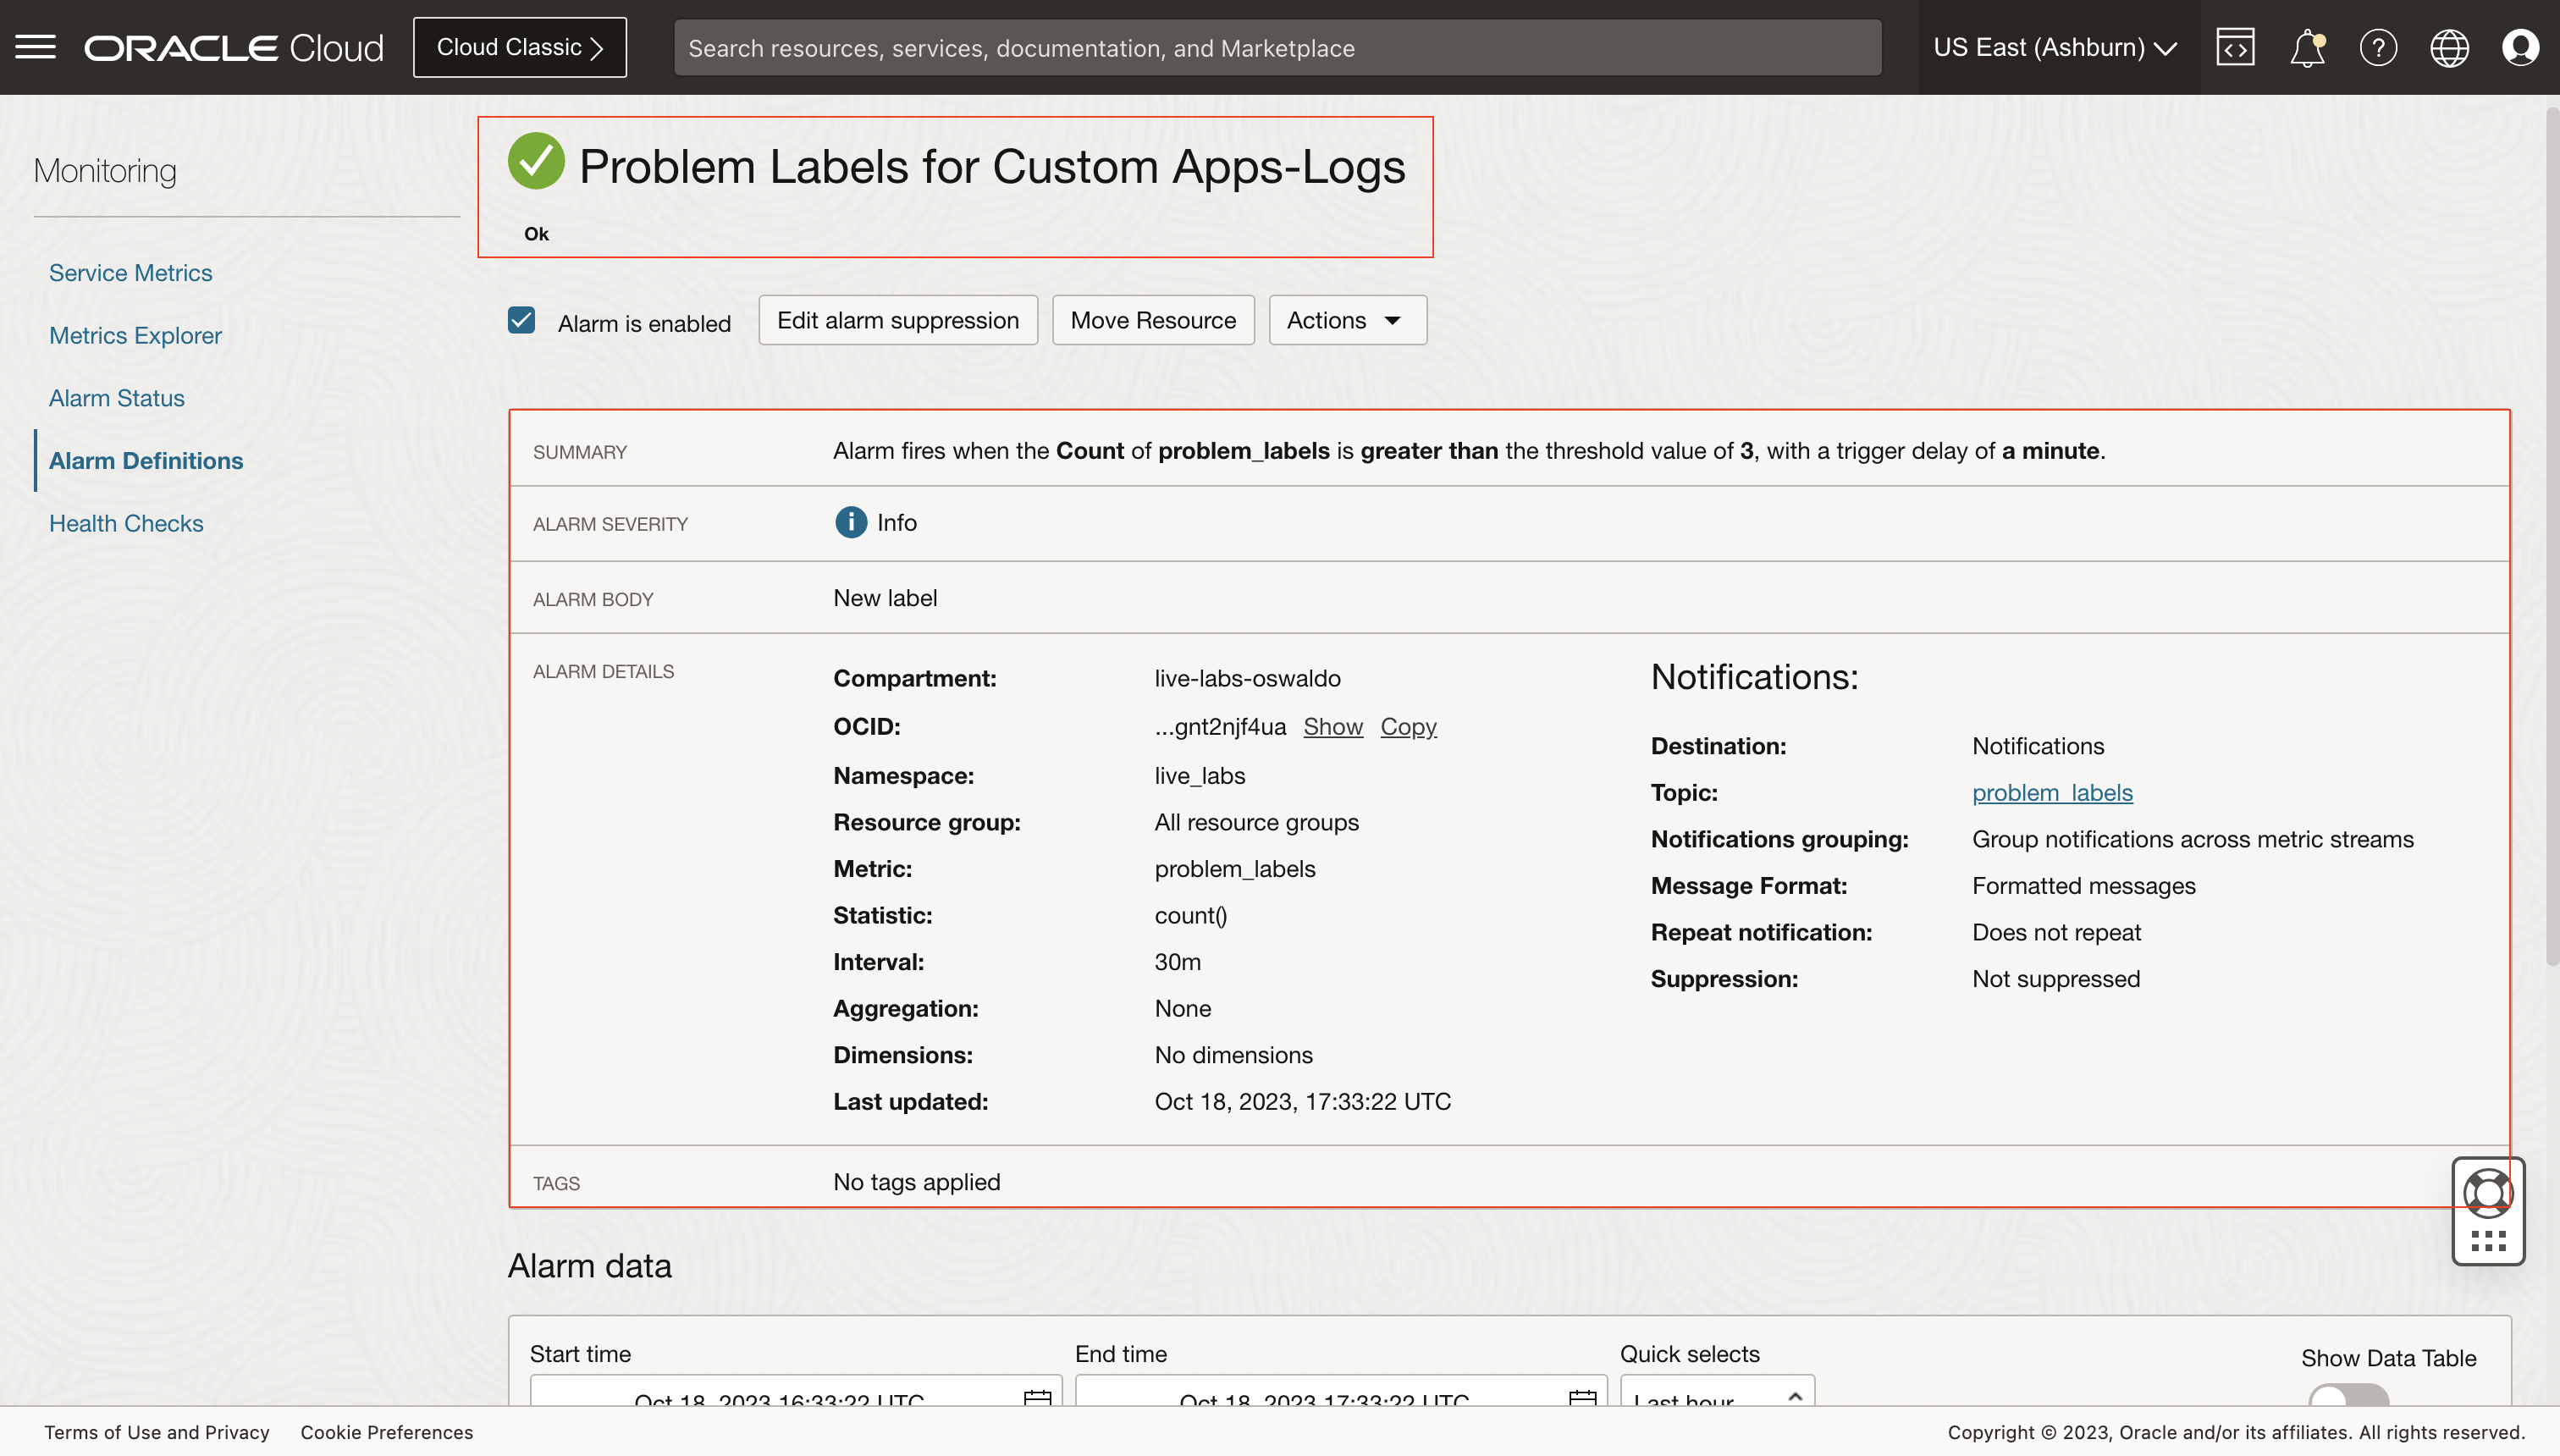 ORACLE Cloud
Cloud Classic
Search resources, services, documentation, and Marketplace
US East (Ashburn)
Monitoring
Service Metrics
Metrics Explorer
Alarm Status
Alarm Definitions
Health Checks
Problem Labels for Custom Apps-Logs
Ok
Alarm is enabled
Edit alarm suppression
Move Resource
Actions
SUMMARY Alarm fires when the Count of problem_labels is greater than the threshold value of 3, with a trigger delay of a minute.
ALARM SEVERITY Info
ALARM BODY New label
ALARM DETAILS
Compartment: live-labs-oswaldo
OCID: ...gnt2njf4ua Show Copy
Namespace: live_labs
Resource group: All resource groups
Metric: problem_labels
Statistic: count()
Interval: 30m
Aggregation: None
Dimensions: No dimensions
Last updated: Oct 18, 2023, 17:33:22 UTC
Notifications:
Destination: Notifications
Topic: problem_labels
Notifications grouping: Group notifications across metric streams
Message Format: Formatted messages
Repeat notification: Does not repeat
Suppression: Not suppressed
TAGS No tags applied
Alarm data
Start time
Oct 18, 2023 16:33:22 UTC
End time
Oct 18, 2023 17:33:22 UTC
Quick selects
Last hour
Show Data Table
Terms of Use and Privacy
Cookie Preferences
Copyright © 2023, Oracle and/or its affiliates. All rights reserved.